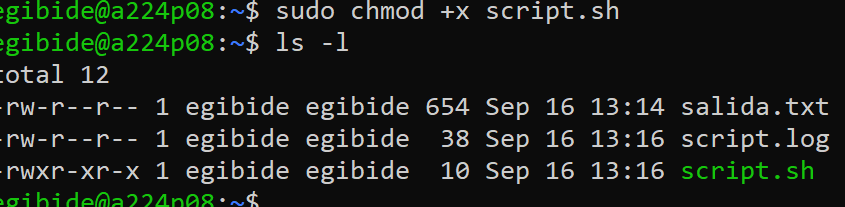 egibide@a224p08:~$ sudo chmod +x script.sh
egibide@a224p08:~$ ls -l
total 12
-rw-r--r-- 1 egibide egibide 654 Sep 16 13:14 salida.txt
-rw-r--r-- 1 egibide egibide  38 Sep 16 13:16 script.log
-rwxr-xr-x 1 egibide egibide  10 Sep 16 13:16 script.sh
egibide@a224p08:~$